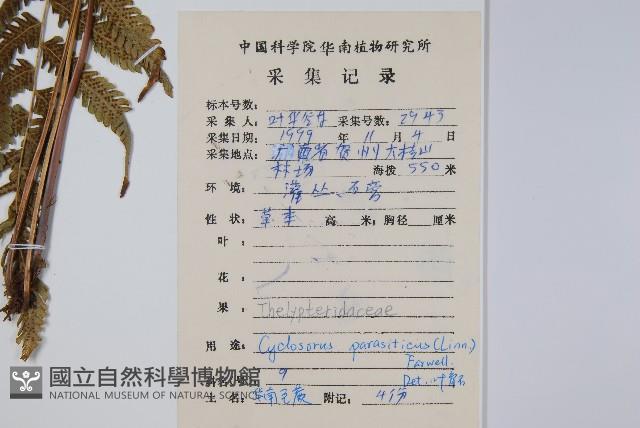 中国科学院华南植物研究所
采集记录
标本号数:
采集人: 叶华谷 采集号数: 2943
采集日期: 1999 年 11 月 4 日
采集地点: 广西省贺州大桂山
林场 海拨 550 米
环境: 灌丛、石旁
性状: 草本 高 米; 胸径 厘米
叶:
花:
果: Thelypteridaceae
用途: Cyclosorus parasiticus (Linn.)
Farwell.
9 Det. 叶
土名: 华南毛蕨 附记: 4份
國立自然科學博物館
NATIONAL MUSEUM OF NATURAL SCIENCE